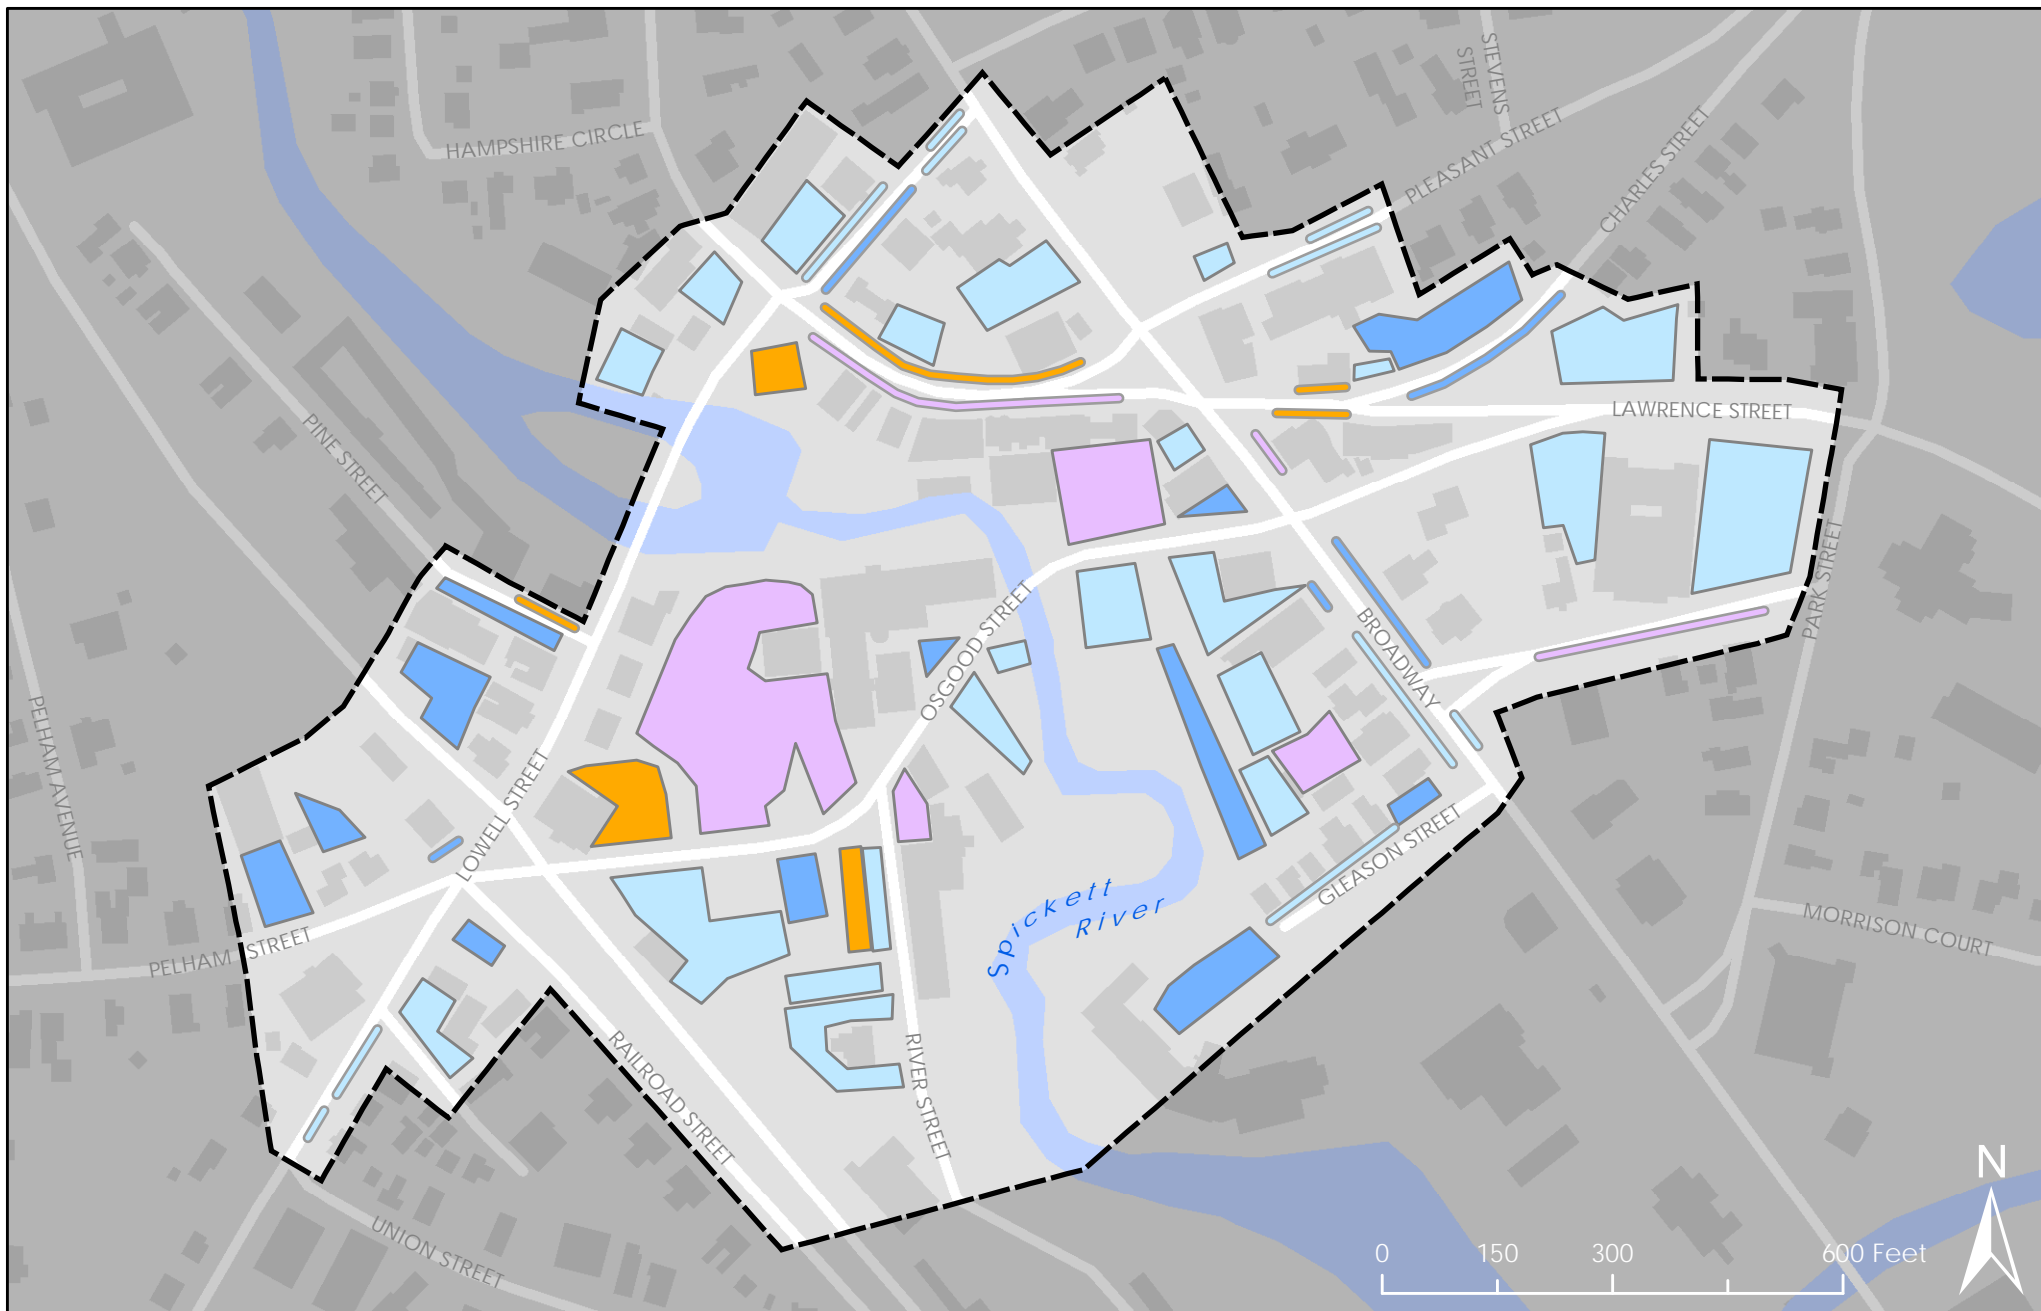 STEVENS
STREET
HAMPSHIRE CIRCLE
PLEASANT STREET
CHARLES STREET
PINE STREET
LAWRENCE STREET
PARK STREET
OSGOOD STREET
BROADWAY
PELHAM AVENUE
LOWELL STREET
GLEASON STREET
Spickett
River
MORRISON COURT
PELHAM STREET
RAILROAD STREET
RIVER STREET
UNION STREET
N
0 150 300 600 Feet